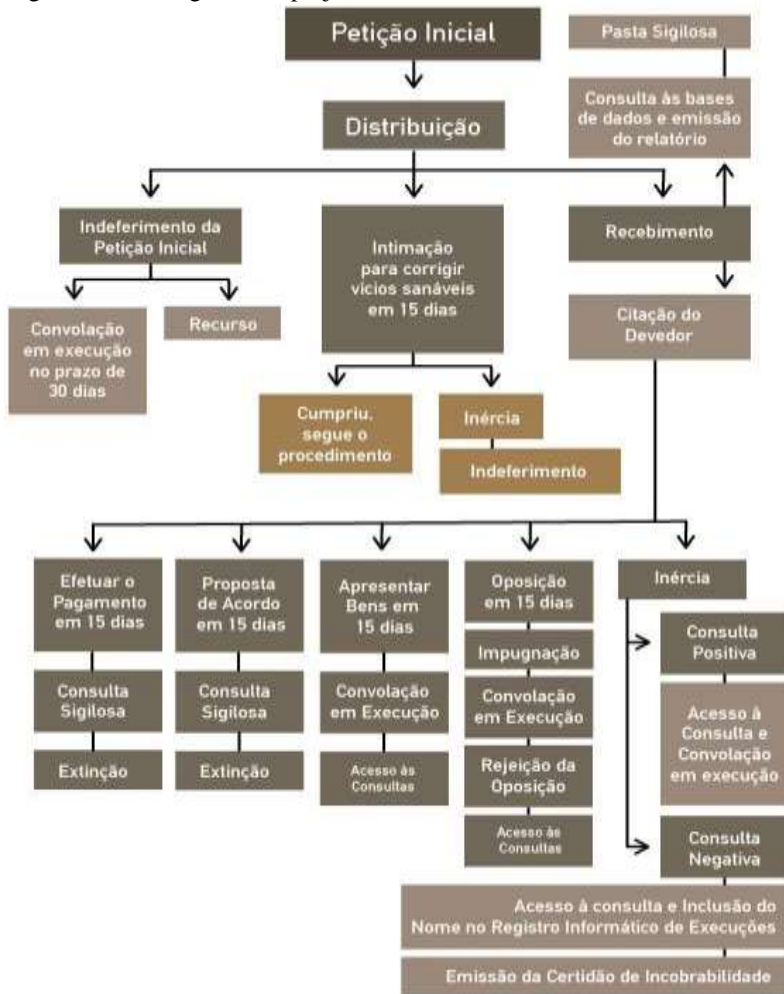 Petição Inicial
Pasta Sigilosa
Consulta às bases
de dados e emissão
do relatório
Distribuição
Indeferimento da
Petição Inicial
Intimação
para corrigir
vícios sanáveis
em 15 dias
Recebimento
Convolação
em execução
no prazo de
30 dias
Recurso
Citação do
Devedor
Cumpriu,
segue o
procedimento
Inércia
Indeferimento
Efetuar o
Pagamento
em 15 dias
Consulta
Sigilosa
Extinção
Proposta
de Acordo
em 15 dias
Consulta
Sigilosa
Extinção
Apresentar
Bens em
15 dias
Convolação
em Execução
Acesso às
Consultas
Oposição
em 15 dias
Impugnação
Convolação
em Execução
Rejeição da
Oposição
Acesso às
Consultas
Inércia
Consulta
Positiva
Acesso à
Consulta e
Convolação
em execução
Consulta
Negativa
Acesso à consulta e Inclusão do
Nome no Registro Informático de Execuções
Emissão da Certidão de Incobrabilidade